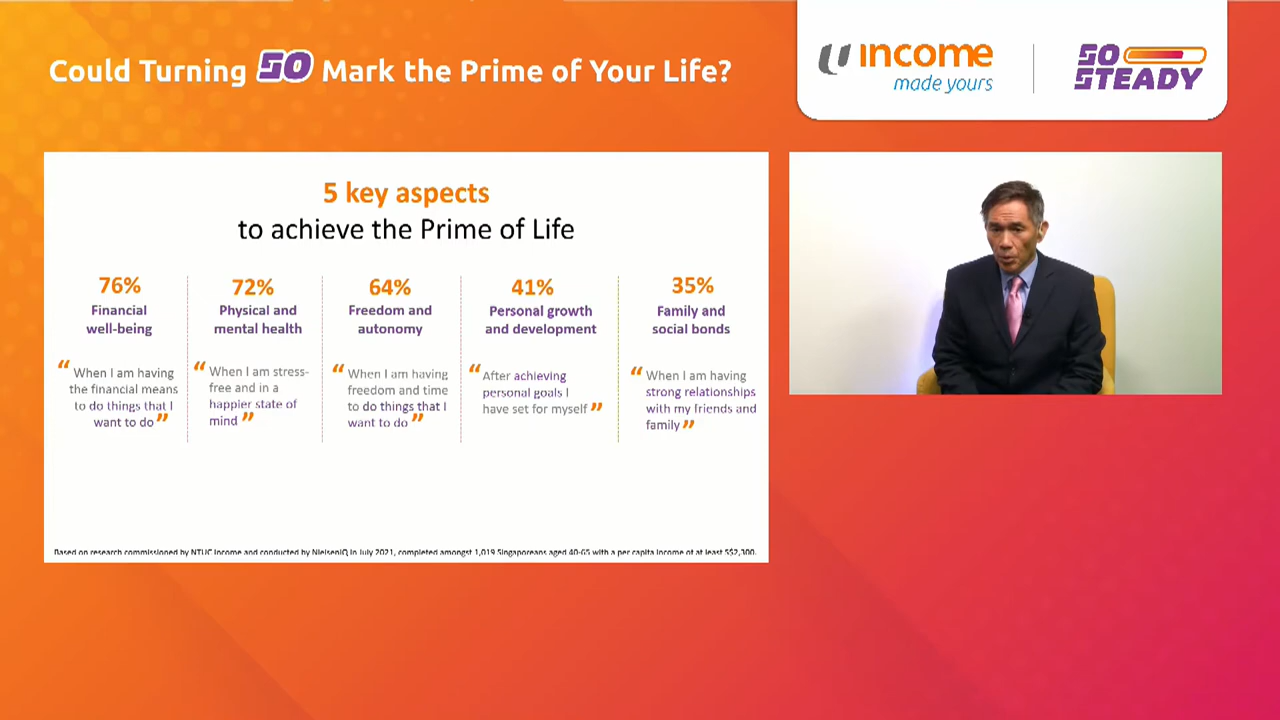 Could Turning 50 Mark the Prime of Your Life?
income
made yours
50
STEADY
5 key aspects
to achieve the Prime of Life
76%
Financial
well-being
“When I am having
the financial means
to do things that I
want to do”
72%
Physical and
mental health
“When I am stress-
free and in a
happier state of
mind”
64%
Freedom and
autonomy
“When I am having
freedom and time
to do things that I
want to do”
41%
Personal growth
and development
“After achieving
personal goals I
have set for myself”
35%
Family and
social bonds
“When I am having
strong relationships
with my friends and
family”
Based on research commissioned by NTUC Income and conducted by NielsenIQ in July 2021, completed amongst 1,019 Singaporeans aged 40-65 with a per capita income of at least S$2,300.